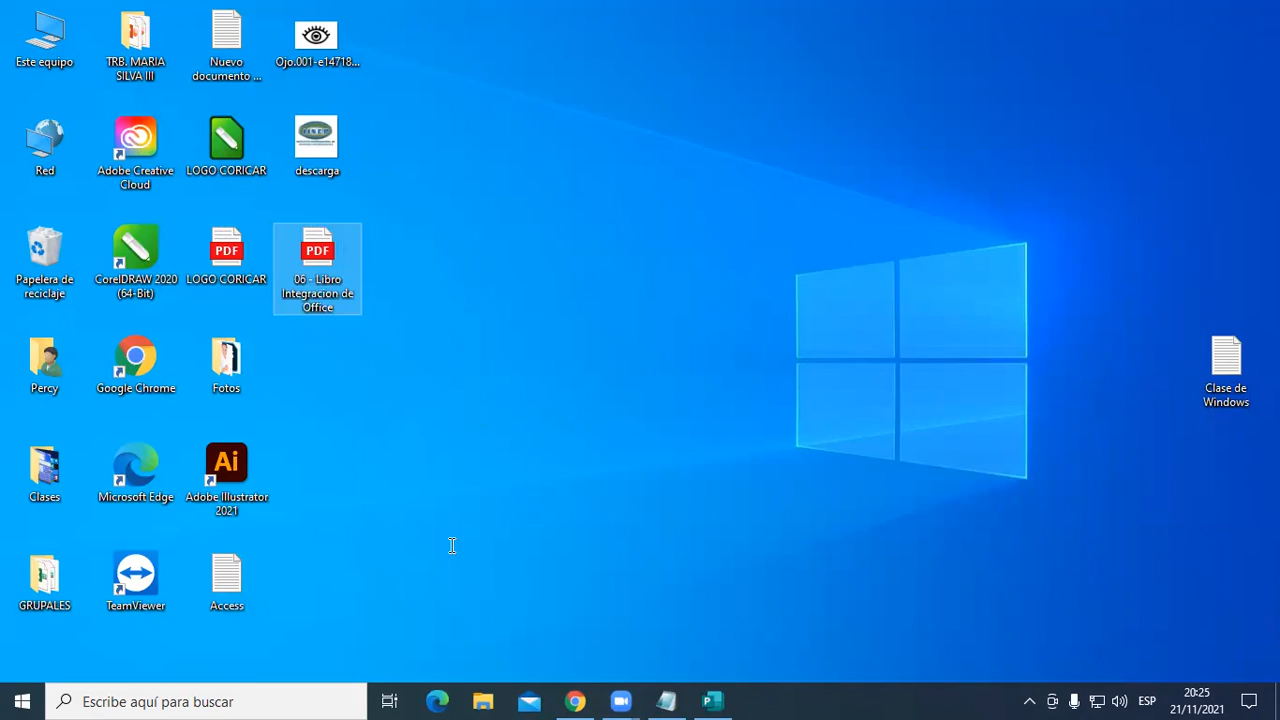 Este equipo
TRB. MARIA
SILVA III
Nuevo
documento ...
Ojo.001-e14718...
Red
Adobe Creative
Cloud
LOGO CORICAR
descarga
Papelera de
reciclaje
CorelDRAW 2020
(64-Bit)
PDF
LOGO CORICAR
PDF
06 - Libro
Integracion de
Office
Percy
Google Chrome
Fotos
Clase de
Windows
Clases
Microsoft Edge
Ai
Adobe Illustrator
2021
GRUPALES
TeamViewer
Access
Escribe aquí para buscar
ESP
20:25
21/11/2021